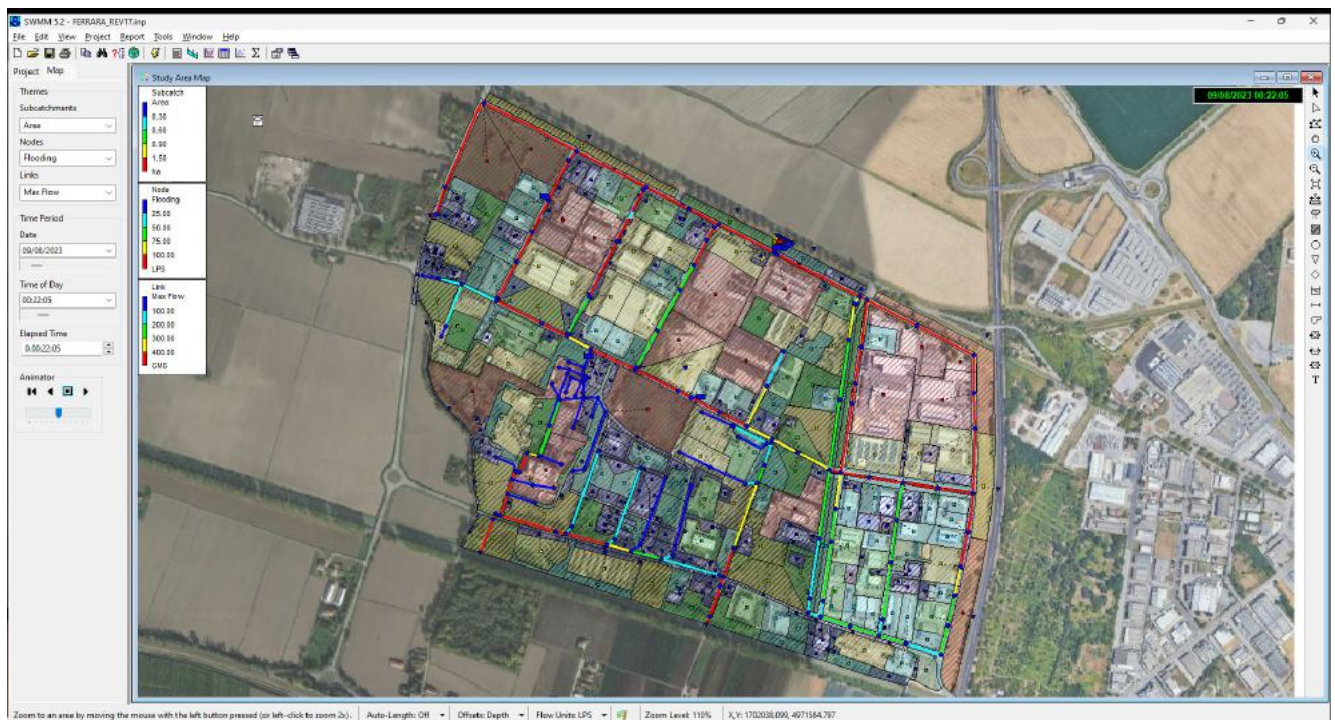 SWMM 5.2 - FERRARA_REV17.inp
File Edit View Project Report Tools Window Help
Project Map
Study Area Map
Themes
Subcatchments
Area
Nodes
Flooding
Links
Max Flow
Time Period
Date
09/08/2023
Time of Day
00:22:05
Elapsed Time
0:00:22:05
Animator
Subcatch
Area
0.30
0.60
0.90
1.50
ha
Node
Flooding
25.00
50.00
75.00
100.00
LPS
Link
Max Flow
100.00
200.00
300.00
400.00
CMS
09/08/2023 00:22:05
T
Zoom to an area by moving the mouse with the left button pressed (or left-click to zoom 2x). Auto-Length: Off Offsets: Depth Flow Units: LPS Zoom Level: 110% X,Y: 1702038.099, 4971584.797